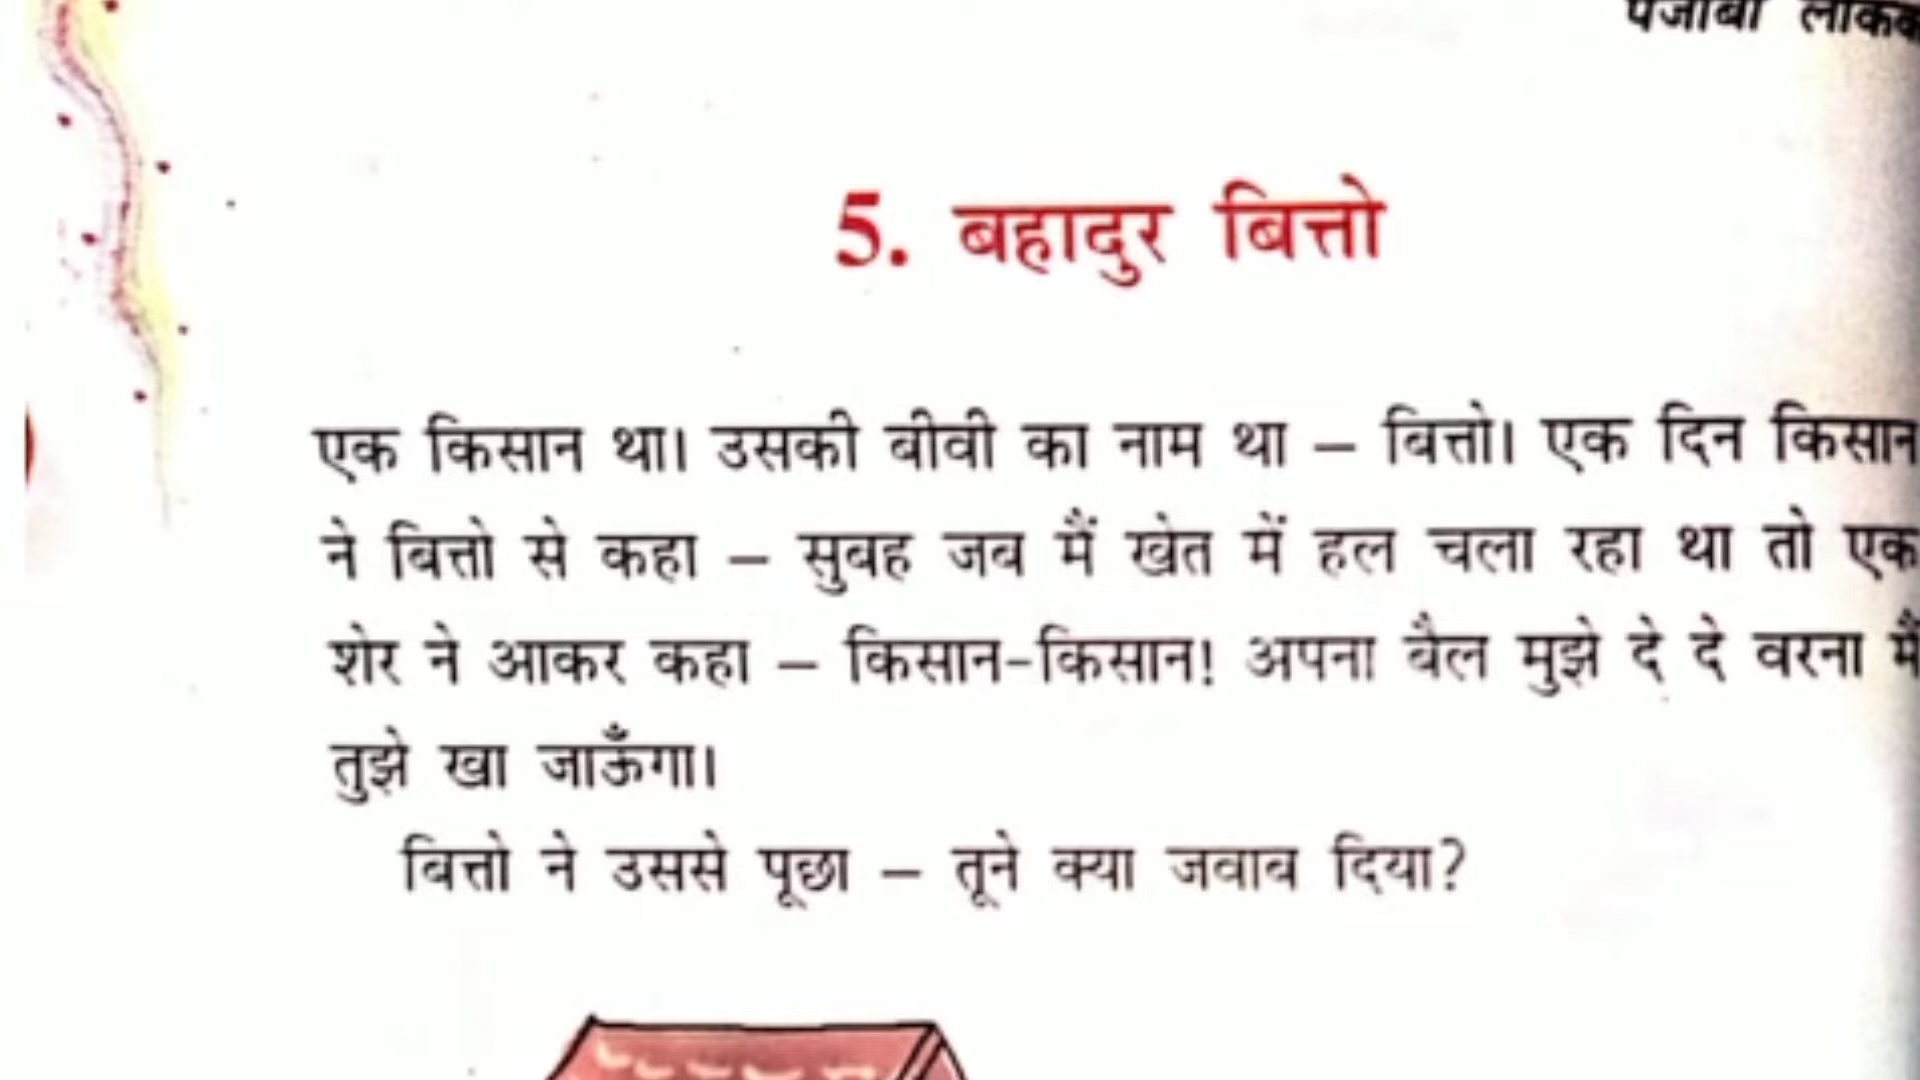 पंजाबी
5. बहादुर बित्तो
एक किसान था। उसकी बीवी का नाम था – बित्तो। एक दिन किसान
ने बित्तो से कहा – सुबह जब मैं खेत में हल चला रहा था तो एक
शेर ने आकर कहा – किसान-किसान! अपना बैल मुझे दे दे वरना मैं
तुझे खा जाऊँगा।
बित्तो ने उससे पूछा – तूने क्या जवाब दिया?